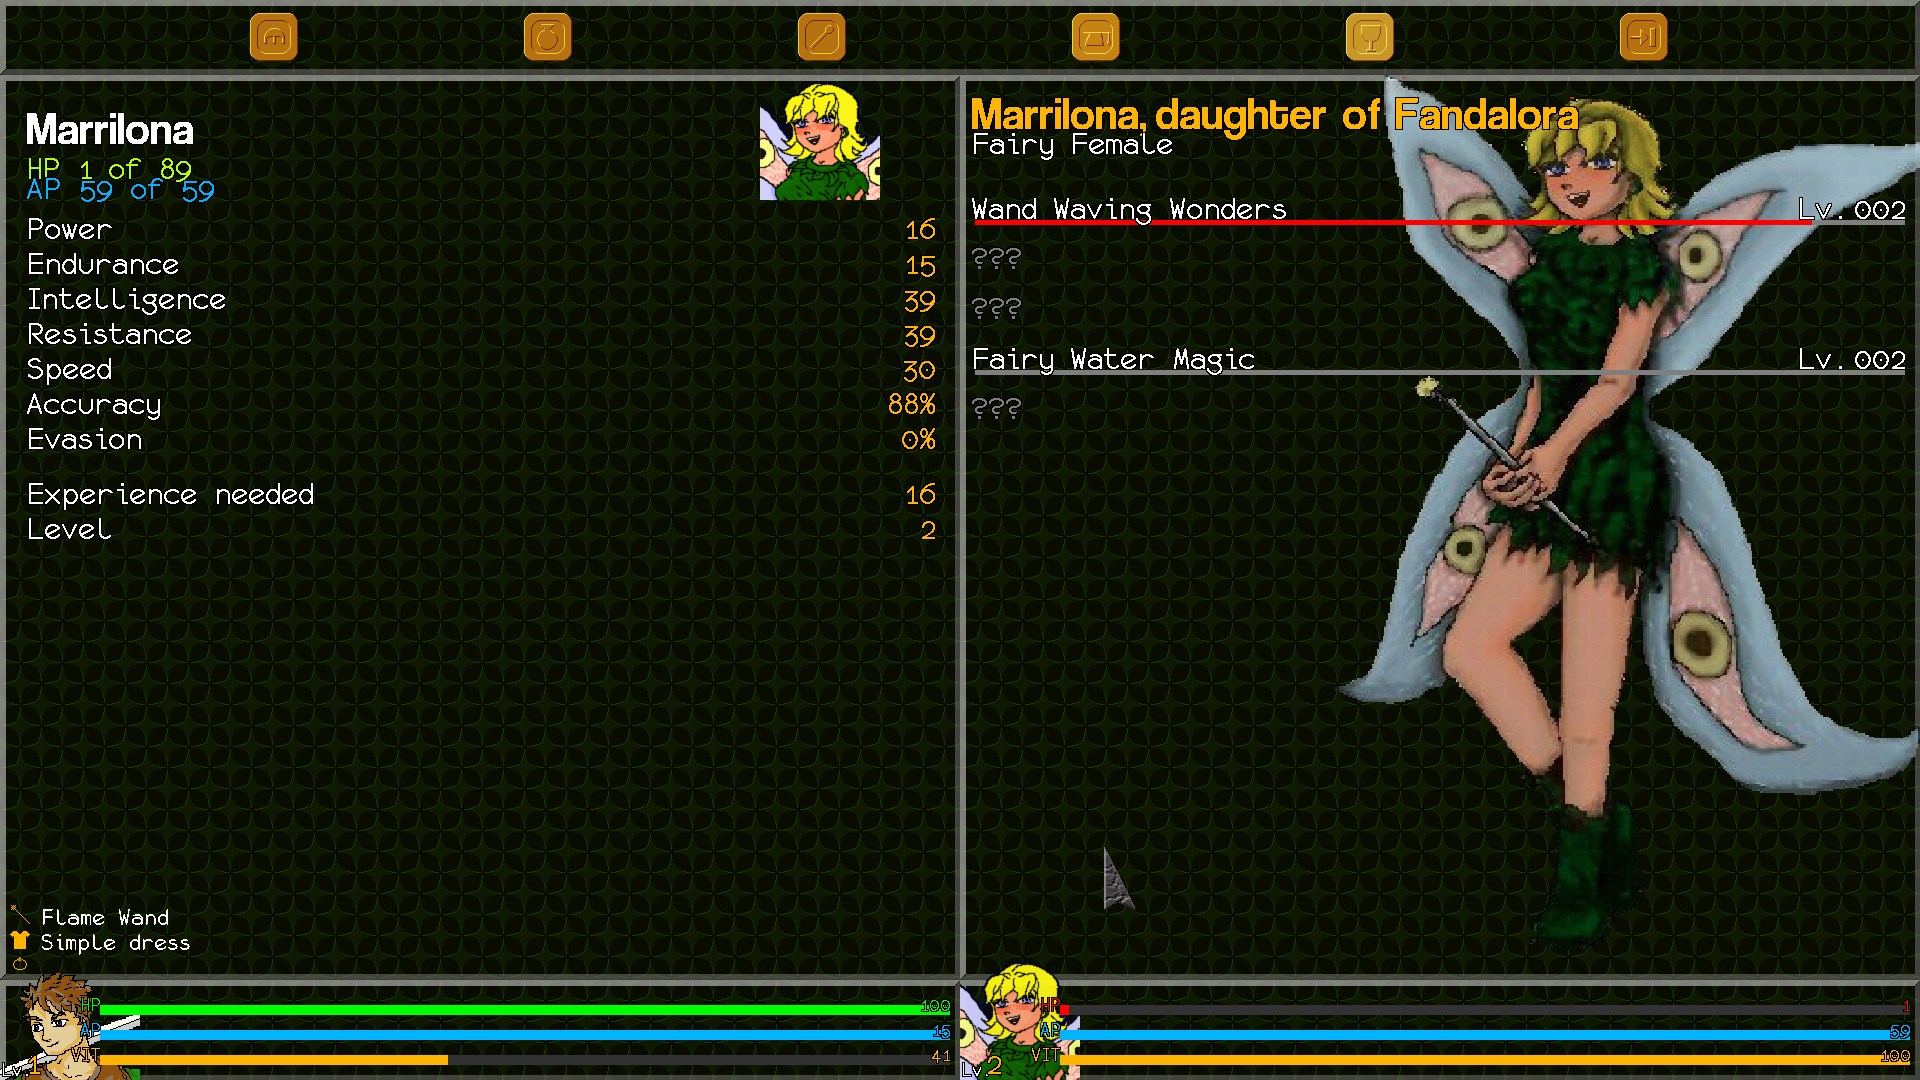 Marrilona
HP 1 of 89
AP 59 of 59
Power 16
Endurance 15
Intelligence 39
Resistance 39
Speed 30
Accuracy 88%
Evasion 0%
Experience needed 16
Level 2
Flame Wand
Simple dress
Marrilona, daughter of Fandalora
Fairy Female
Wand Waving Wonders Lv.002
???
???
Fairy Water Magic Lv.002
???
HP 100
AP 15
VIT 41
Lv.1
HP 1
AP 59
VIT 100
Lv.2